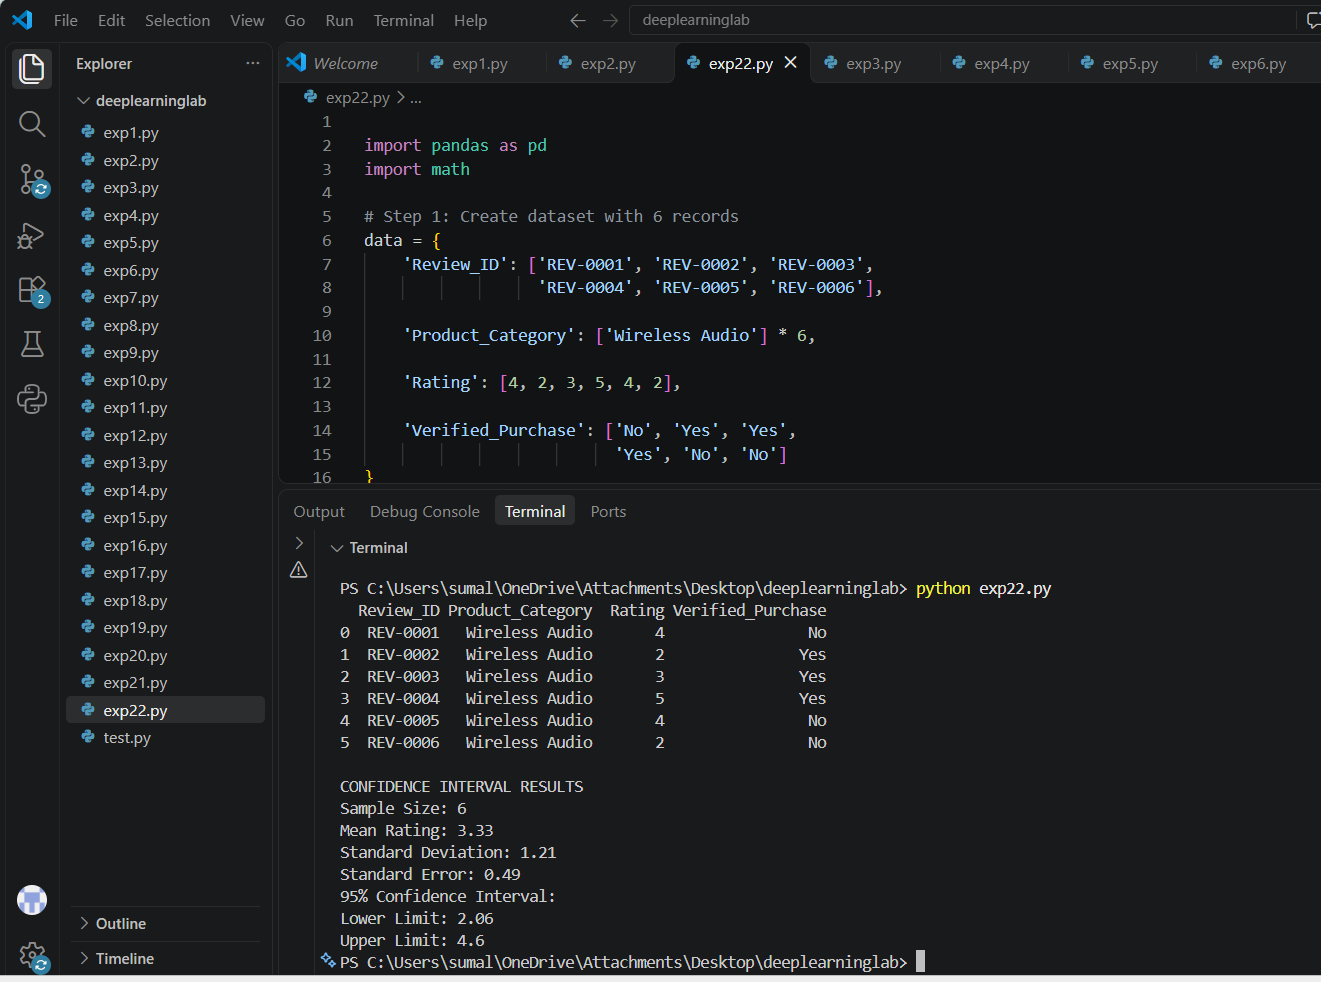 File Edit Selection View Go Run Terminal Help
deeplearninglab
Explorer
deeplearninglab
exp1.py
exp2.py
exp3.py
exp4.py
exp5.py
exp6.py
exp7.py
exp8.py
exp9.py
exp10.py
exp11.py
exp12.py
exp13.py
exp14.py
exp15.py
exp16.py
exp17.py
exp18.py
exp19.py
exp20.py
exp21.py
exp22.py
test.py
2
Outline
Timeline
Welcome exp1.py exp2.py exp22.py exp3.py exp4.py exp5.py exp6.py
exp22.py > ...
1
2 import pandas as pd
3 import math
4
5 # Step 1: Create dataset with 6 records
6 data = {
7     'Review_ID': ['REV-0001', 'REV-0002', 'REV-0003',
8                   'REV-0004', 'REV-0005', 'REV-0006'],
9
10     'Product_Category': ['Wireless Audio'] * 6,
11
12     'Rating': [4, 2, 3, 5, 4, 2],
13
14     'Verified_Purchase': ['No', 'Yes', 'Yes',
15                           'Yes', 'No', 'No']
16 }
Output Debug Console Terminal Ports
Terminal
PS C:\Users\sumal\OneDrive\Attachments\Desktop\deeplearninglab> python exp22.py
  Review_ID Product_Category  Rating Verified_Purchase
0  REV-0001   Wireless Audio       4                No
1  REV-0002   Wireless Audio       2               Yes
2  REV-0003   Wireless Audio       3               Yes
3  REV-0004   Wireless Audio       5               Yes
4  REV-0005   Wireless Audio       4                No
5  REV-0006   Wireless Audio       2                No
CONFIDENCE INTERVAL RESULTS
Sample Size: 6
Mean Rating: 3.33
Standard Deviation: 1.21
Standard Error: 0.49
95% Confidence Interval:
Lower Limit: 2.06
Upper Limit: 4.6
PS C:\Users\sumal\OneDrive\Attachments\Desktop\deeplearninglab>